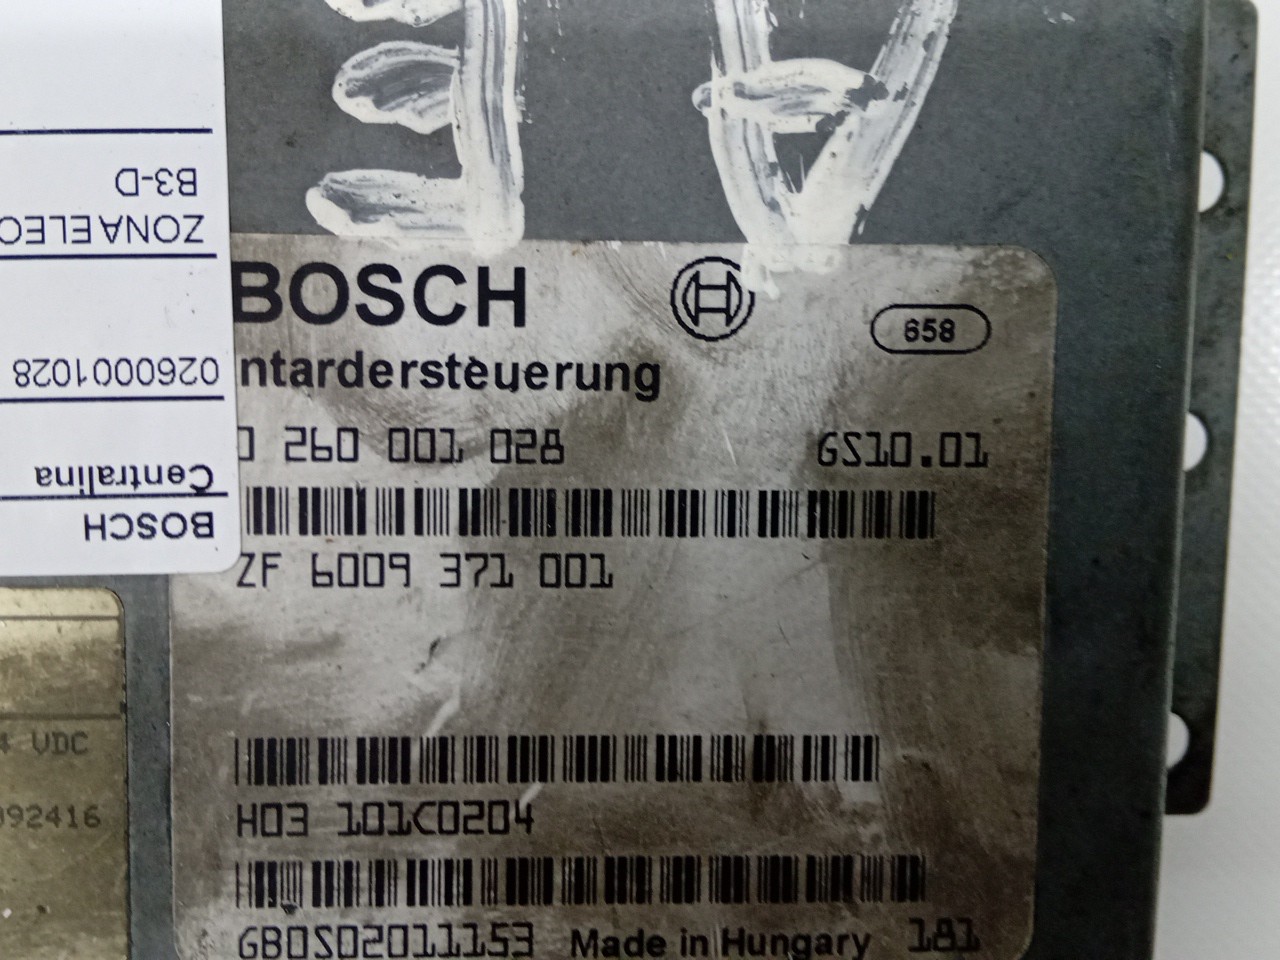 BOSCH
658
ntardersteuerung
0 260 001 028 GS10.01
ZF 6009 371 001
H03 101C0204
GB0S02011153 Made in Hungary 181
BOSCH
Centralina
0260001028
ZONA ELEC
B3-D
VDC
92416